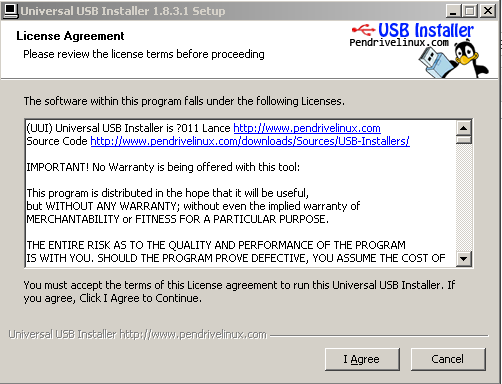 Universal USB Installer 1.8.3.1 Setup
License Agreement
Please review the license terms before proceeding
USB Installer
Pendrivelinux.com
The software within this program falls under the following Licenses.
(UUI) Universal USB Installer is ?011 Lance http://www.pendrivelinux.com
Source Code http://www.pendrivelinux.com/downloads/Sources/USB-Installers/
IMPORTANT! No Warranty is being offered with this tool:
This program is distributed in the hope that it will be useful,
but WITHOUT ANY WARRANTY; without even the implied warranty of
MERCHANTABILITY or FITNESS FOR A PARTICULAR PURPOSE.
THE ENTIRE RISK AS TO THE QUALITY AND PERFORMANCE OF THE PROGRAM
IS WITH YOU. SHOULD THE PROGRAM PROVE DEFECTIVE, YOU ASSUME THE COST OF
You must accept the terms of this License agreement to run this Universal USB Installer. If
you agree, Click I Agree to Continue.
Universal USB Installer http://www.pendrivelinux.com
I Agree
Cancel